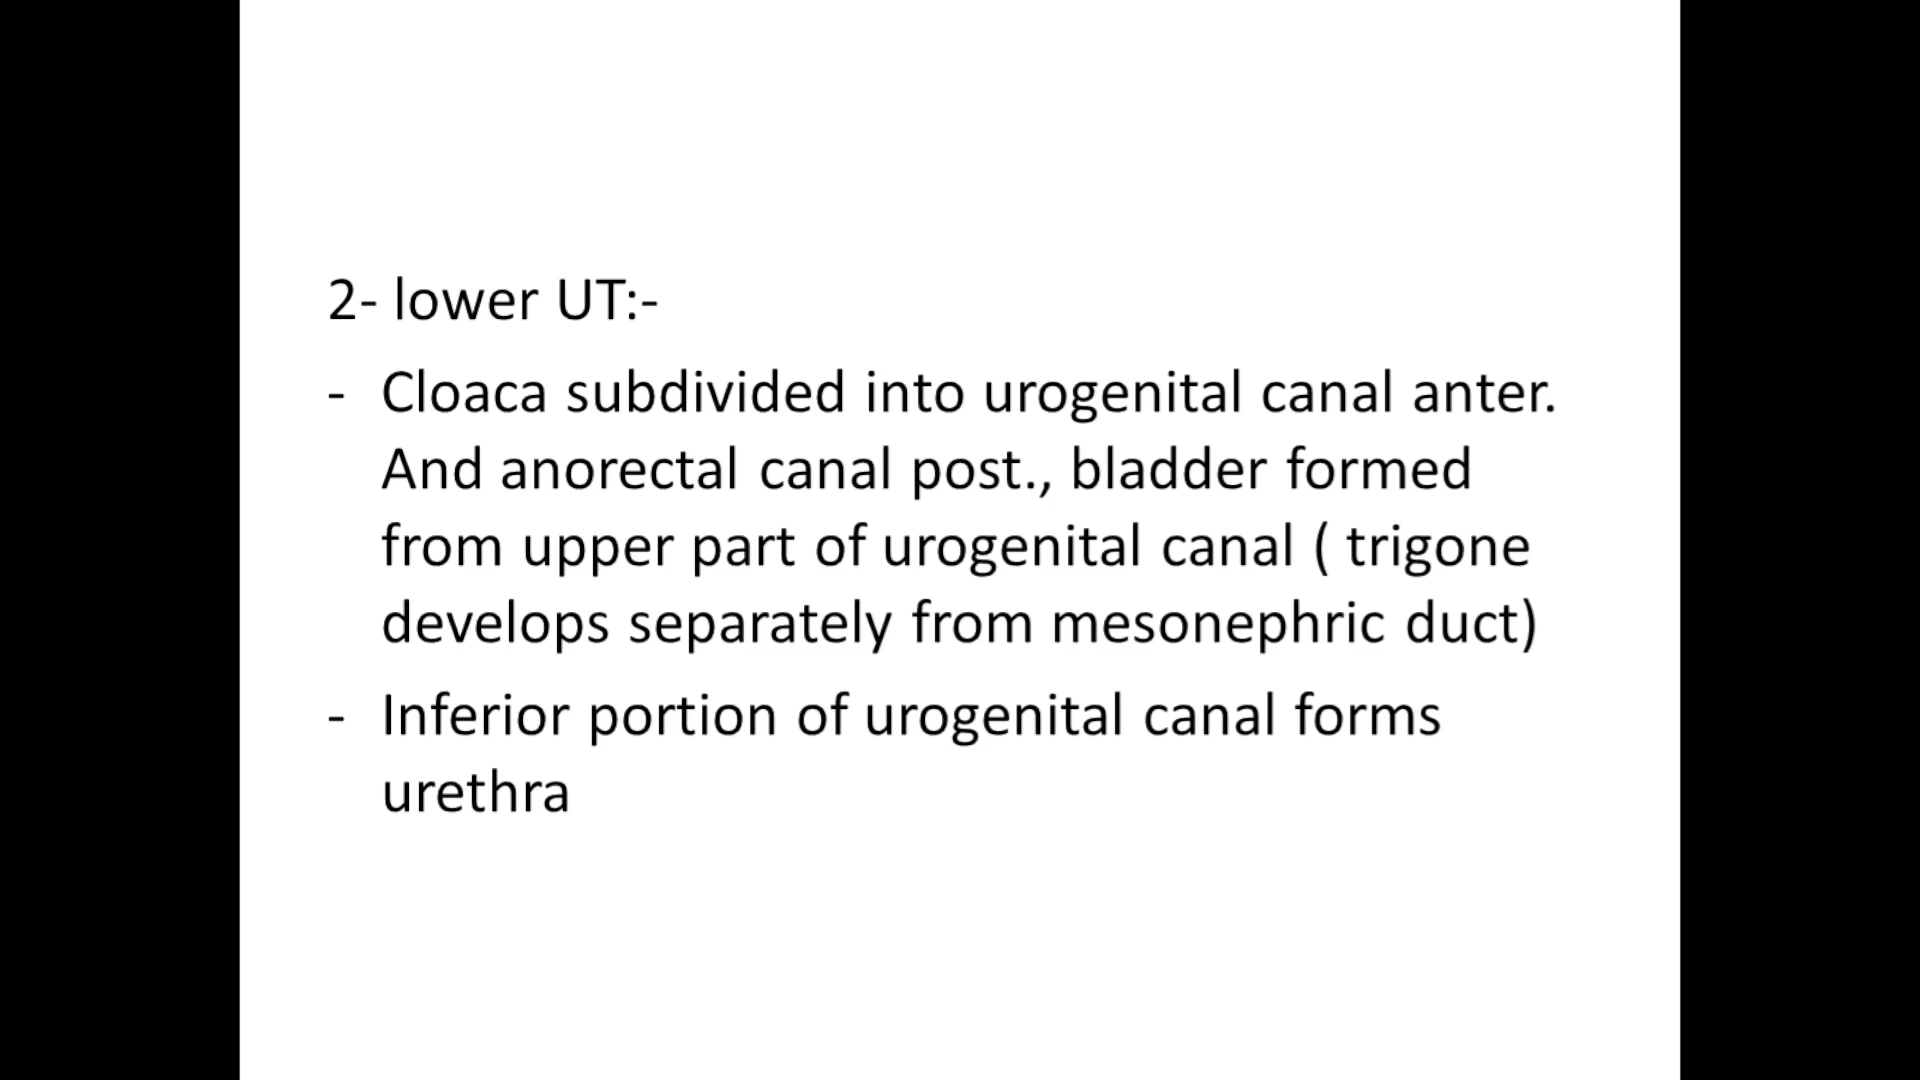 2- lower UT:-
- Cloaca subdivided into urogenital canal anter.
And anorectal canal post., bladder formed
from upper part of urogenital canal ( trigone
develops separately from mesonephric duct)
- Inferior portion of urogenital canal forms
urethra